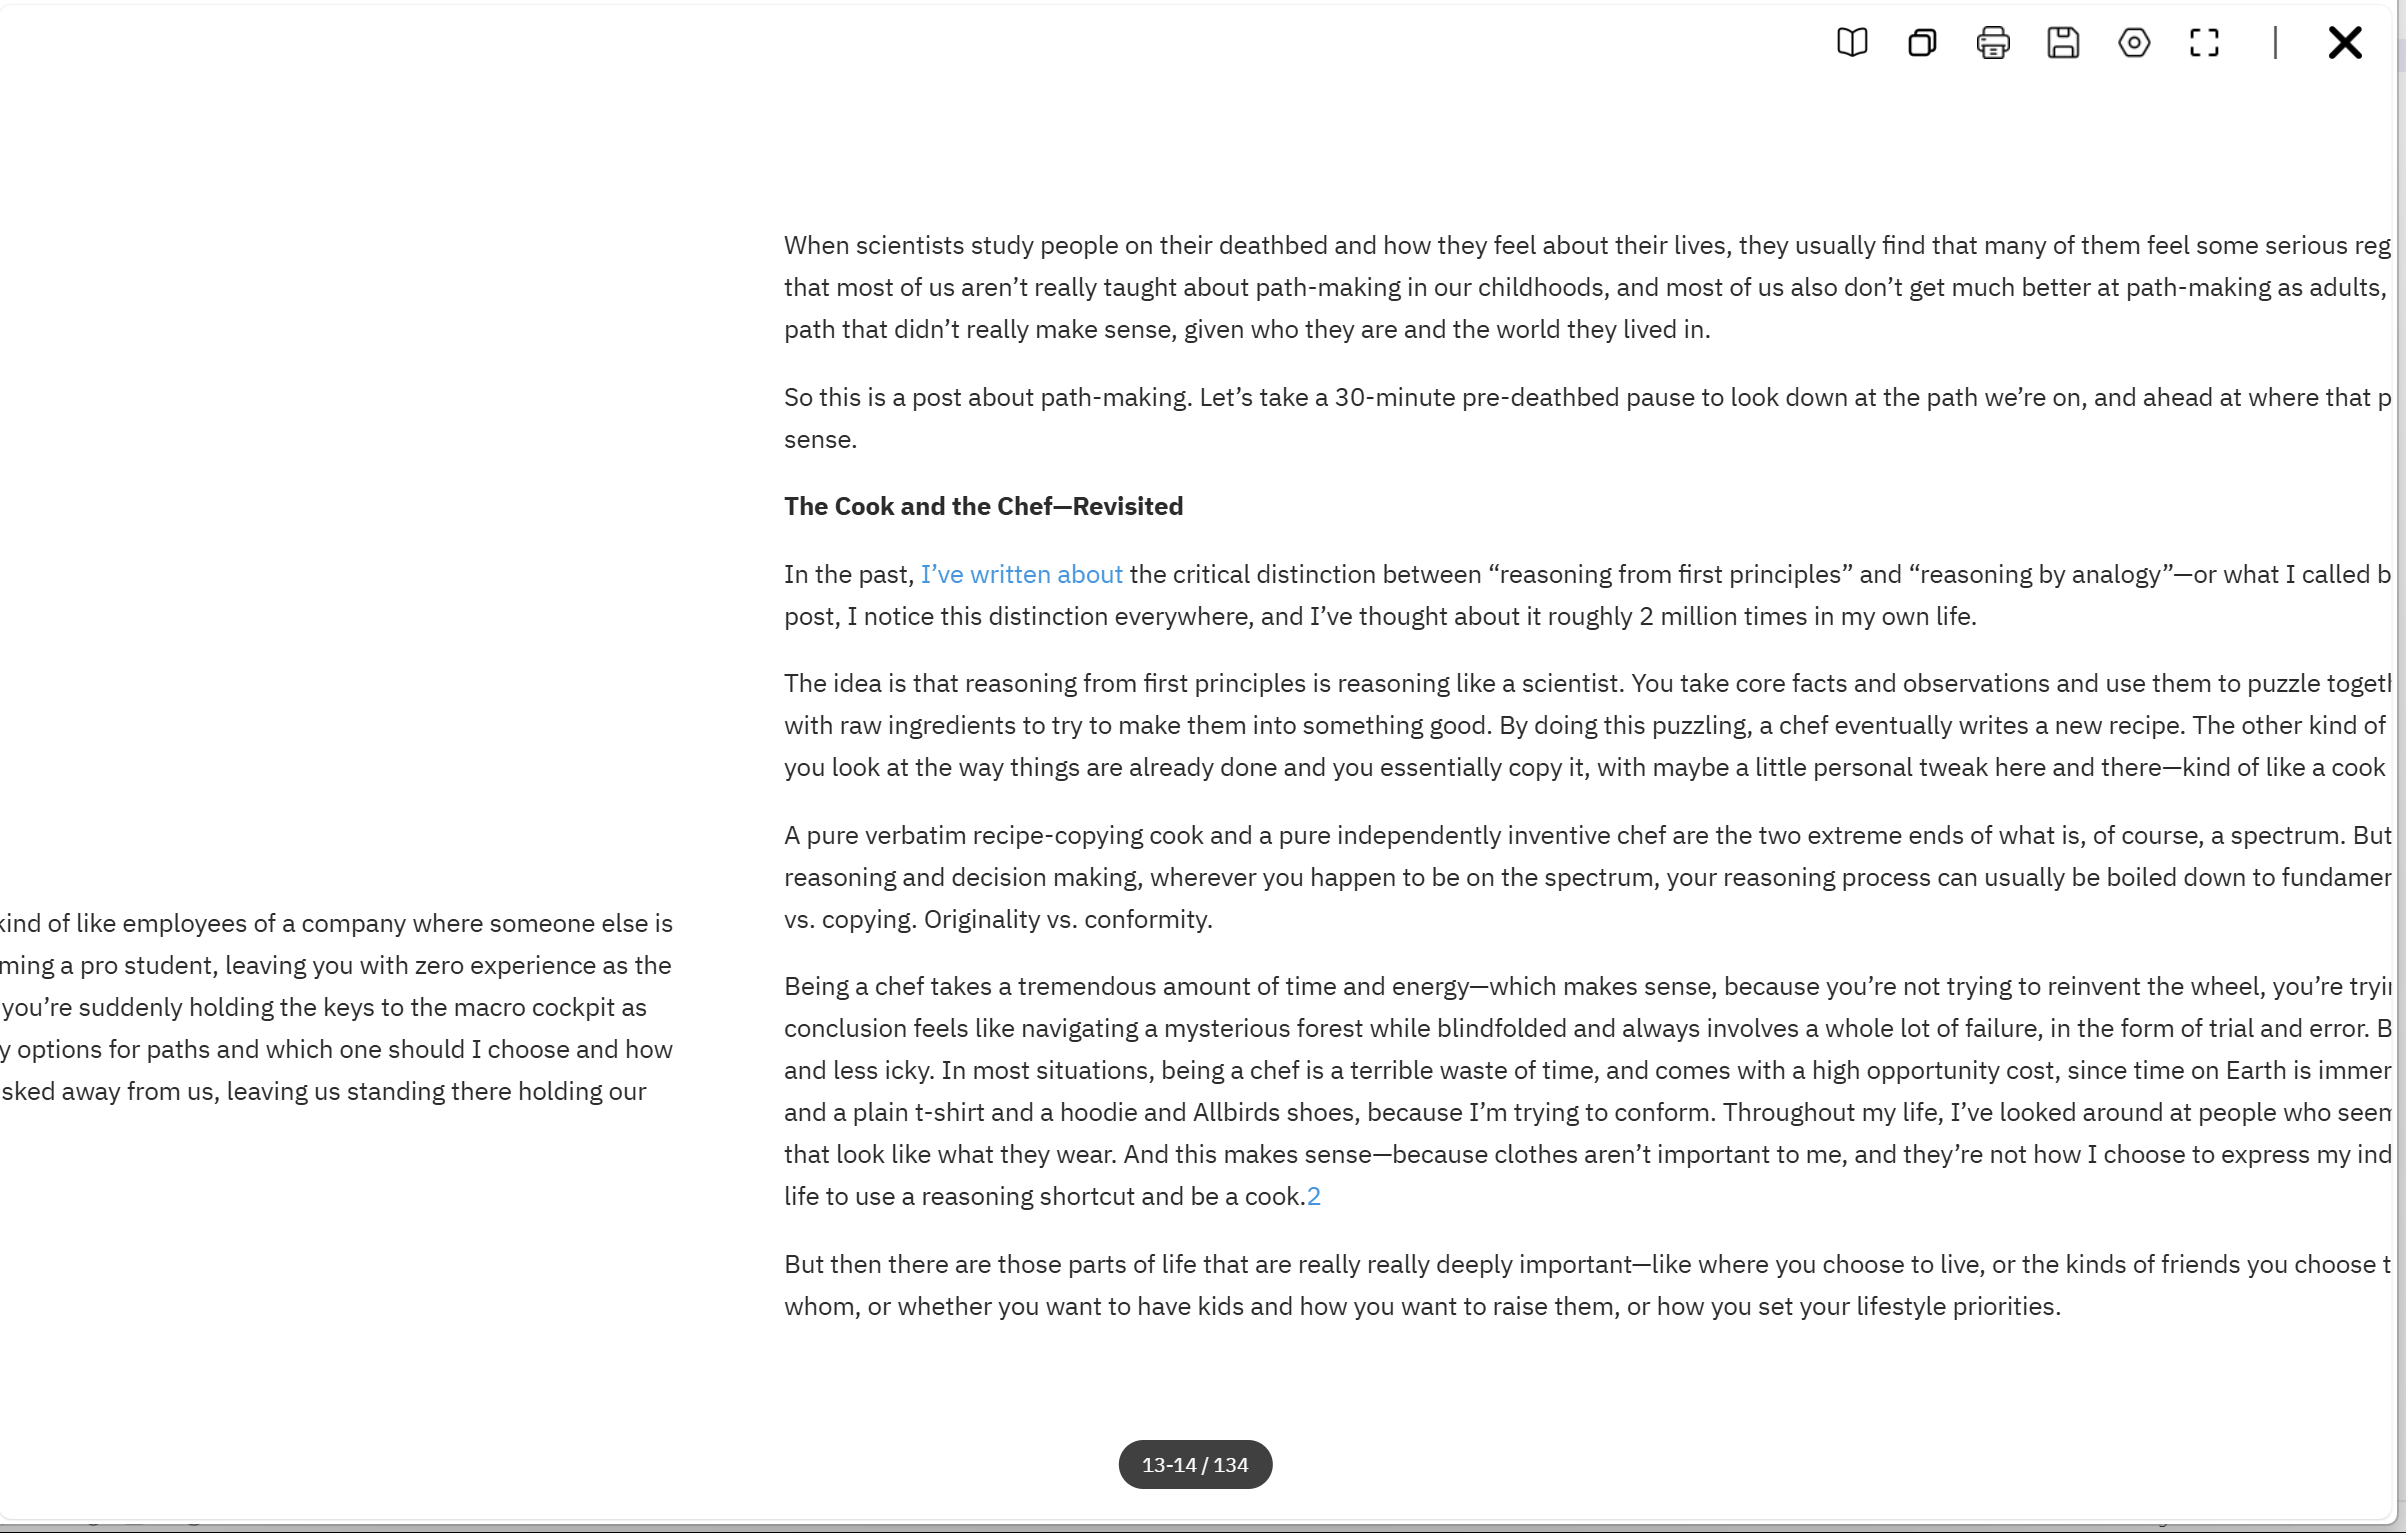 kind of like employees of a company where someone else is
ming a pro student, leaving you with zero experience as the
you’re suddenly holding the keys to the macro cockpit as
y options for paths and which one should I choose and how
sked away from us, leaving us standing there holding our
When scientists study people on their deathbed and how they feel about their lives, they usually find that many of them feel some serious reg
that most of us aren’t really taught about path-making in our childhoods, and most of us also don’t get much better at path-making as adults,
path that didn’t really make sense, given who they are and the world they lived in.
So this is a post about path-making. Let’s take a 30-minute pre-deathbed pause to look down at the path we’re on, and ahead at where that p
sense.
The Cook and the Chef—Revisited
In the past, I’ve written about the critical distinction between “reasoning from first principles” and “reasoning by analogy”—or what I called b
post, I notice this distinction everywhere, and I’ve thought about it roughly 2 million times in my own life.
The idea is that reasoning from first principles is reasoning like a scientist. You take core facts and observations and use them to puzzle togeth
with raw ingredients to try to make them into something good. By doing this puzzling, a chef eventually writes a new recipe. The other kind of
you look at the way things are already done and you essentially copy it, with maybe a little personal tweak here and there—kind of like a cook
A pure verbatim recipe-copying cook and a pure independently inventive chef are the two extreme ends of what is, of course, a spectrum. But
reasoning and decision making, wherever you happen to be on the spectrum, your reasoning process can usually be boiled down to fundamer
vs. copying. Originality vs. conformity.
Being a chef takes a tremendous amount of time and energy—which makes sense, because you’re not trying to reinvent the wheel, you’re tryin
conclusion feels like navigating a mysterious forest while blindfolded and always involves a whole lot of failure, in the form of trial and error. B
and less icky. In most situations, being a chef is a terrible waste of time, and comes with a high opportunity cost, since time on Earth is immer
and a plain t-shirt and a hoodie and Allbirds shoes, because I’m trying to conform. Throughout my life, I’ve looked around at people who seem
that look like what they wear. And this makes sense—because clothes aren’t important to me, and they’re not how I choose to express my ind
life to use a reasoning shortcut and be a cook.2
But then there are those parts of life that are really really deeply important—like where you choose to live, or the kinds of friends you choose t
whom, or whether you want to have kids and how you want to raise them, or how you set your lifestyle priorities.
13-14 / 134